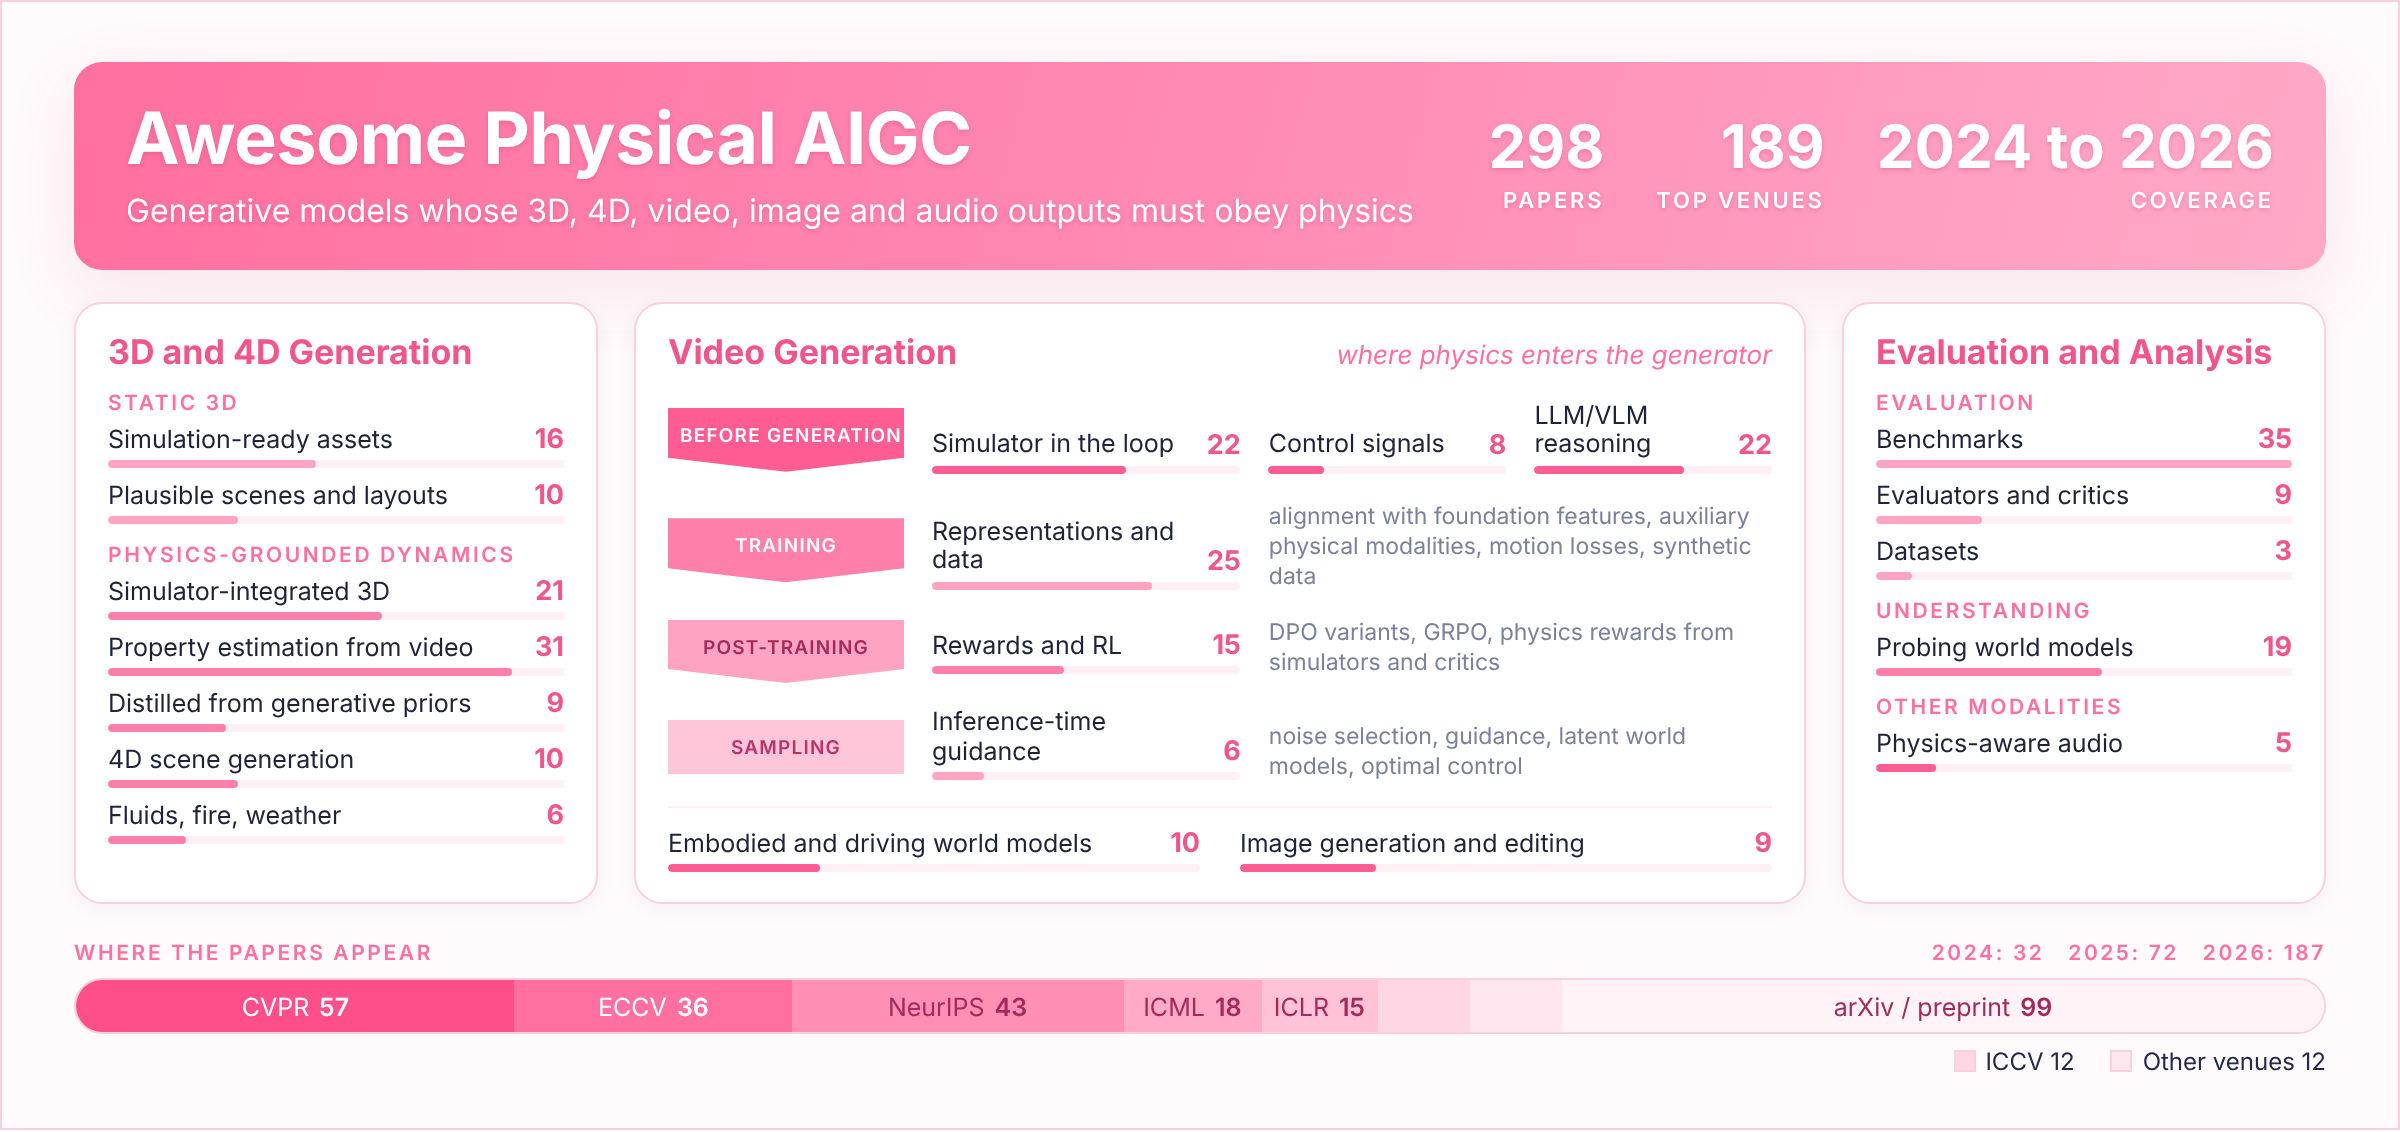 Awesome Physical AIGC
Generative models whose 3D, 4D, video, image and audio outputs must obey physics
298
PAPERS
189
TOP VENUES
2024 to 2026
COVERAGE
3D and 4D Generation
STATIC 3D
Simulation-ready assets 16
Plausible scenes and layouts 10
PHYSICS-GROUNDED DYNAMICS
Simulator-integrated 3D 21
Property estimation from video 31
Distilled from generative priors 9
4D scene generation 10
Fluids, fire, weather 6
Video Generation
where physics enters the generator
BEFORE GENERATION
Simulator in the loop 22
Control signals 8
LLM/VLM
reasoning 22
TRAINING
Representations and
data 25
alignment with foundation features, auxiliary
physical modalities, motion losses, synthetic
data
POST-TRAINING
Rewards and RL 15
DPO variants, GRPO, physics rewards from
simulators and critics
SAMPLING
Inference-time
guidance 6
noise selection, guidance, latent world
models, optimal control
Embodied and driving world models 10
Image generation and editing 9
Evaluation and Analysis
EVALUATION
Benchmarks 35
Evaluators and critics 9
Datasets 3
UNDERSTANDING
Probing world models 19
OTHER MODALITIES
Physics-aware audio 5
WHERE THE PAPERS APPEAR
2024: 32 2025: 72 2026: 187
CVPR 57
ECCV 36
NeurIPS 43
ICML 18
ICLR 15
arXiv / preprint 99
ICCV 12
Other venues 12